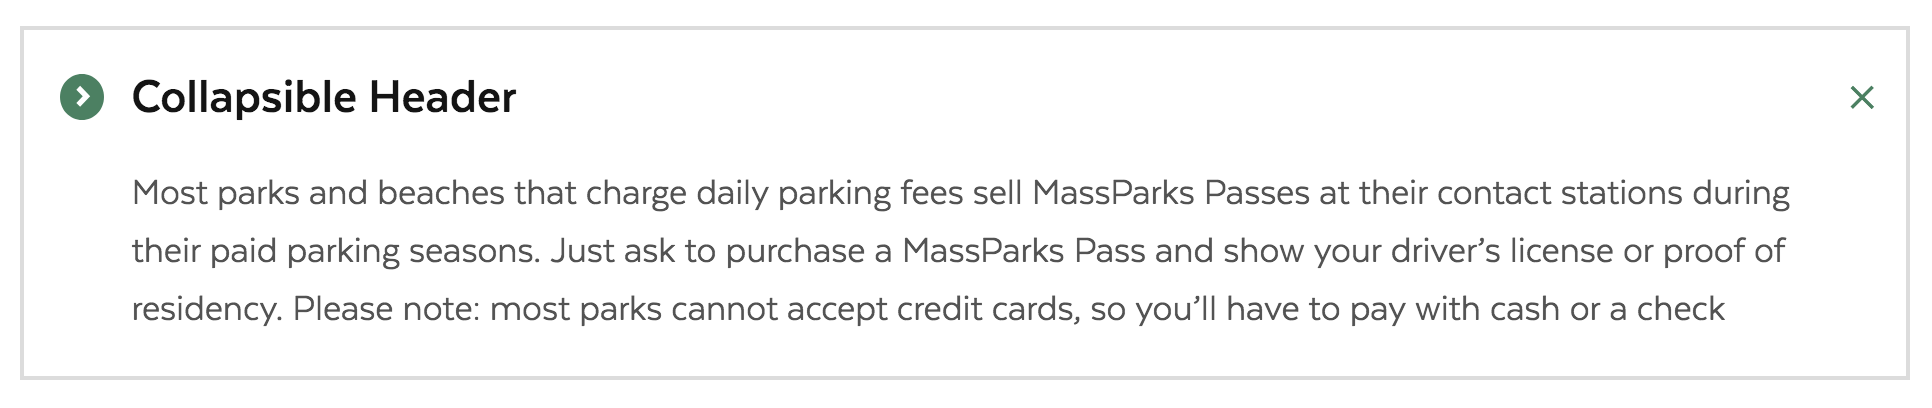 Collapsible Header
Most parks and beaches that charge daily parking fees sell MassParks Passes at their contact stations during
their paid parking seasons. Just ask to purchase a MassParks Pass and show your driver’s license or proof of
residency. Please note: most parks cannot accept credit cards, so you’ll have to pay with cash or a check